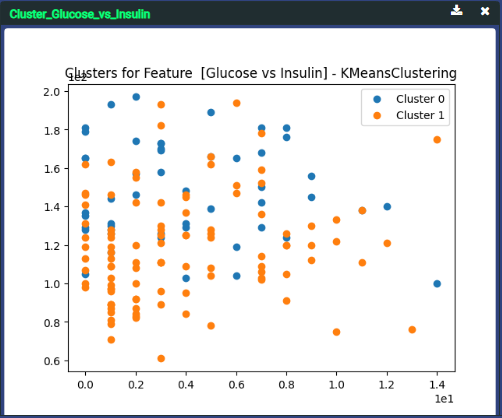 Cluster_Glucose_vs_Insulin
Clusters for Feature [Glucose vs Insulin] - KMeansClustering
1e2
2.0
1.8
1.6
1.4
1.2
1.0
0.8
0.6
Cluster 0
Cluster 1
0.0 0.2 0.4 0.6 0.8 1.0 1.2 1.4
1e1